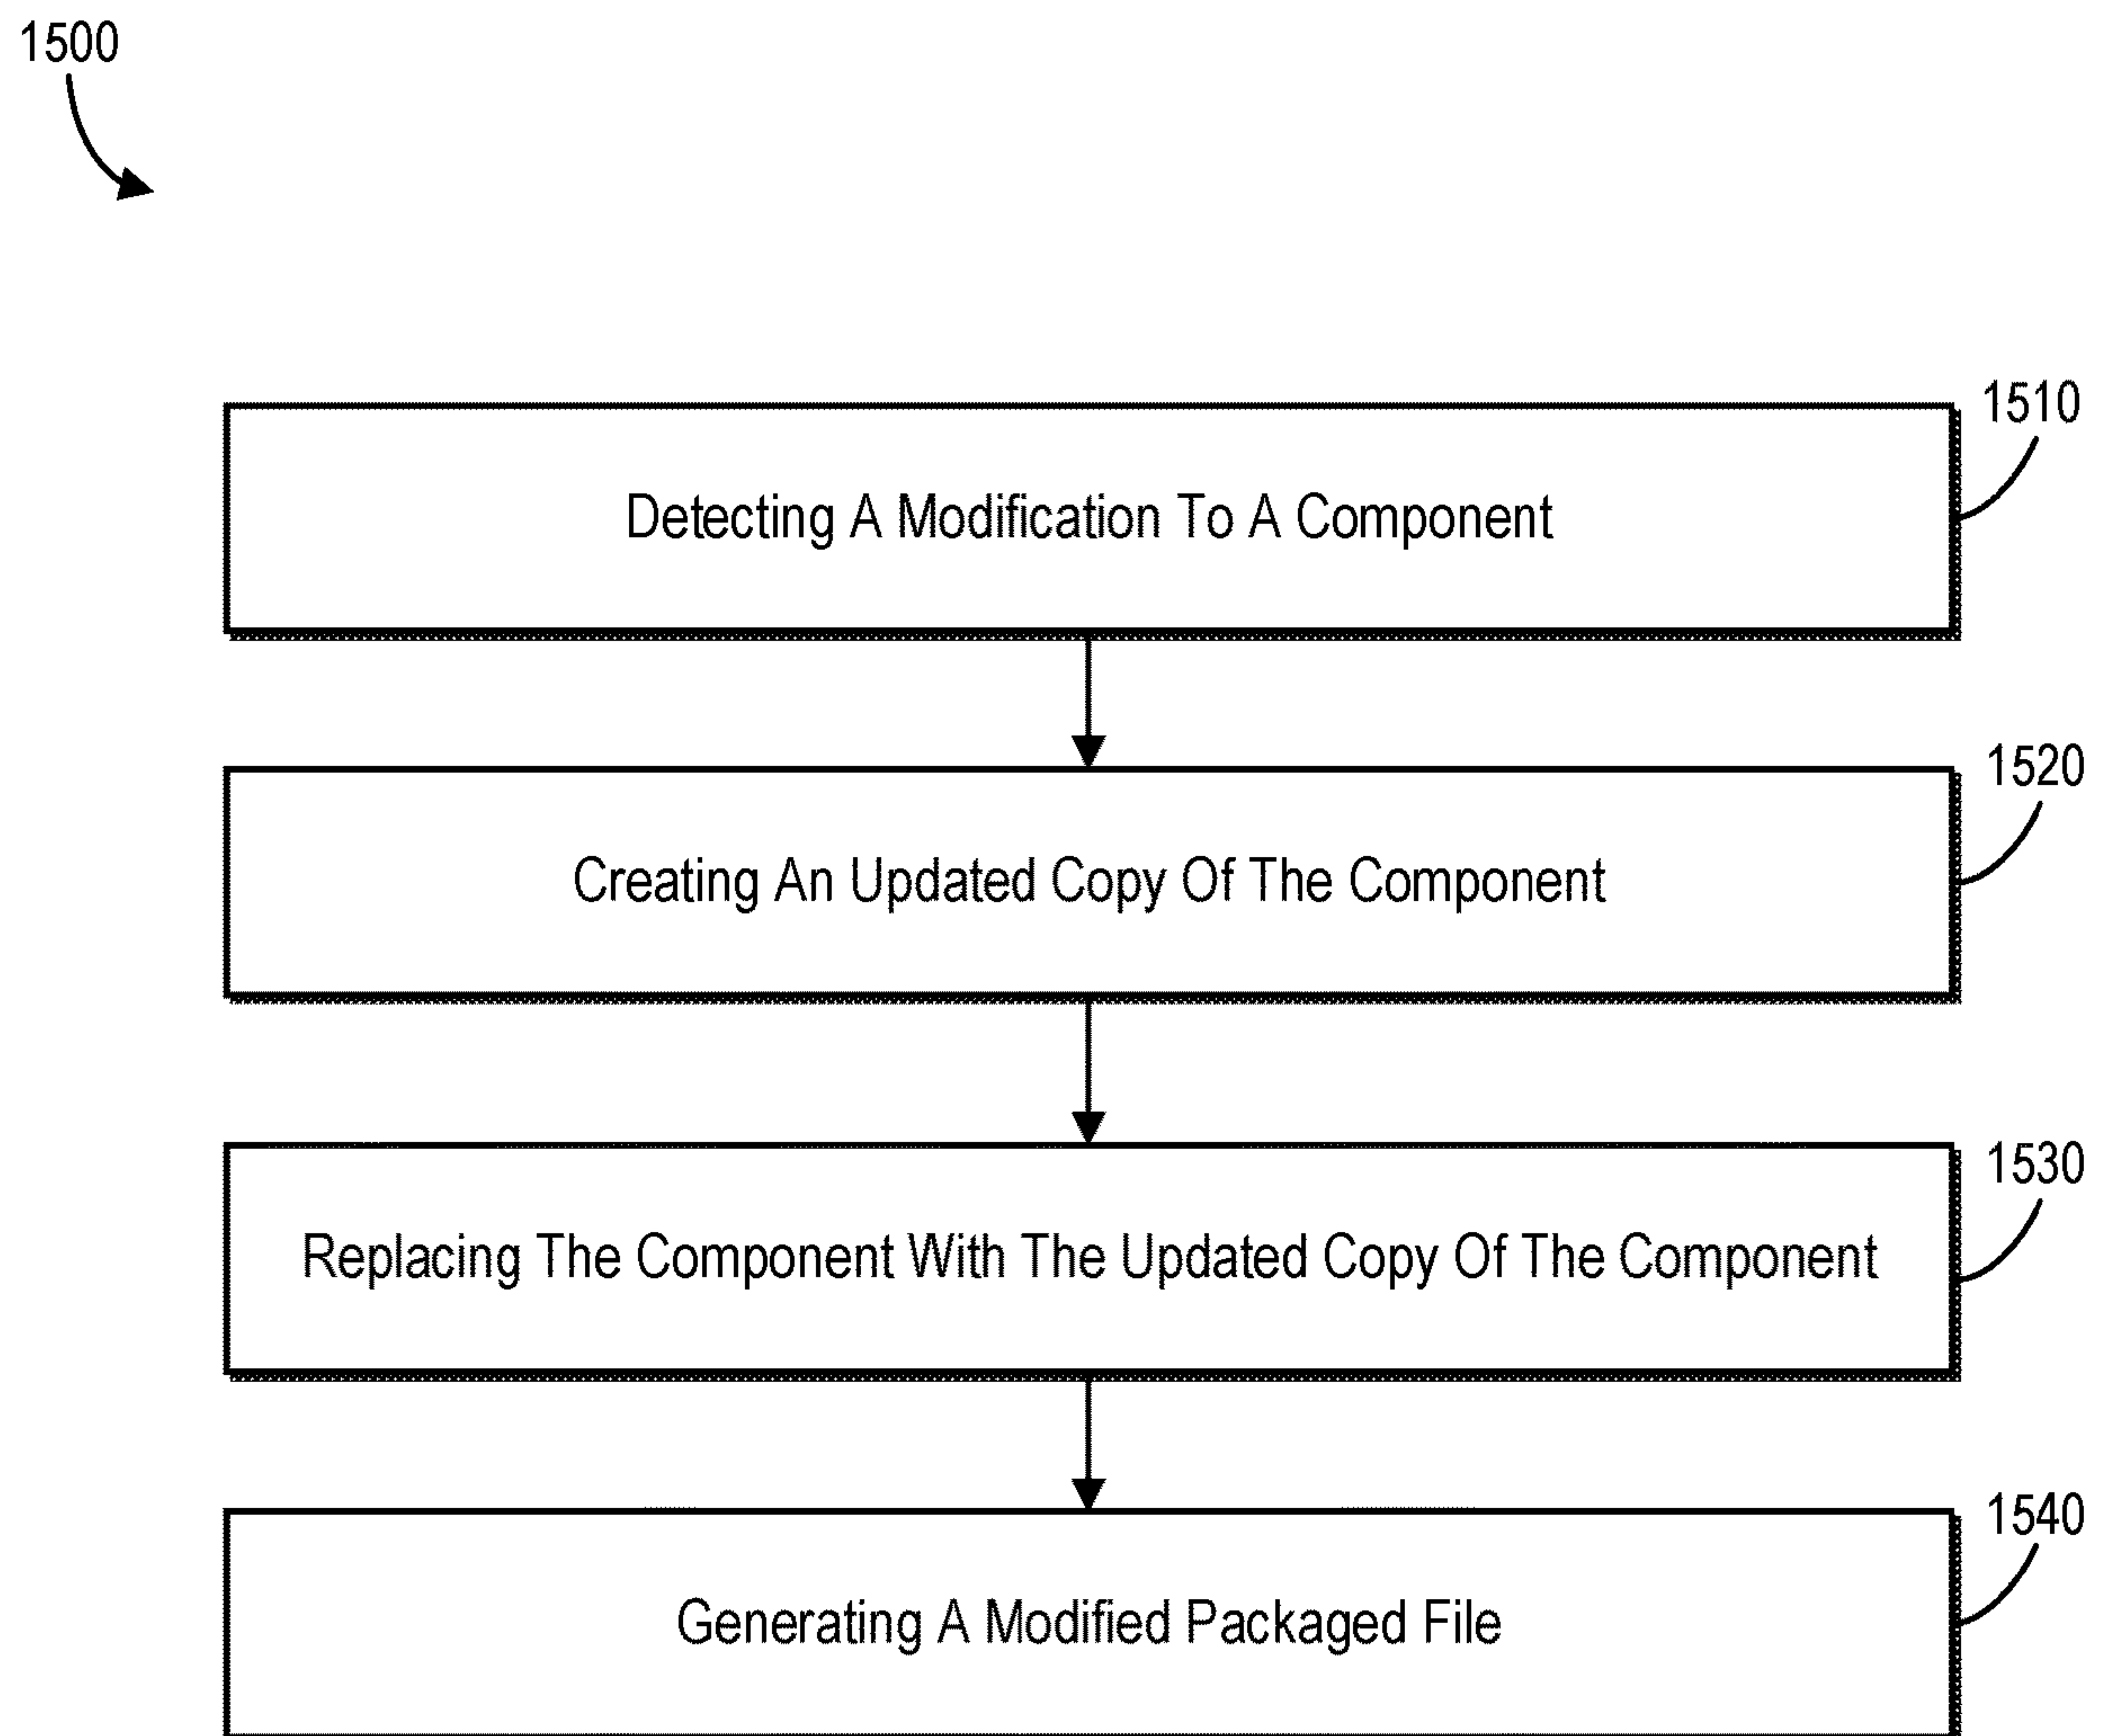 1500
1510
Detecting A Modification To A Component
1520
Creating An Updated Copy Of The Component
1530
Replacing The Component With The Updated Copy Of The Component
1540
Generating A Modified Packaged File